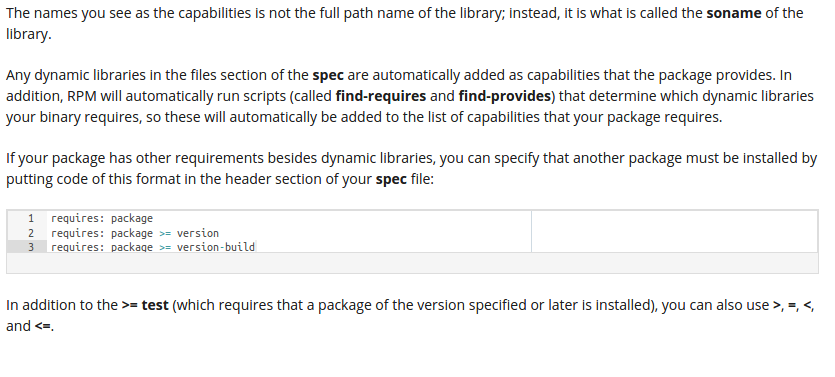 The names you see as the capabilities is not the full path name of the library; instead, it is what is called the soname of the
library.
Any dynamic libraries in the files section of the spec are automatically added as capabilities that the package provides. In
addition, RPM will automatically run scripts (called find-requires and find-provides) that determine which dynamic libraries
your binary requires, so these will automatically be added to the list of capabilities that your package requires.
If your package has other requirements besides dynamic libraries, you can specify that another package must be installed by
putting code of this format in the header section of your spec file:
1 requires: package
2 requires: package >= version
3 requires: package >= version-build
In addition to the >= test (which requires that a package of the version specified or later is installed), you can also use >, =, <,
and <=.